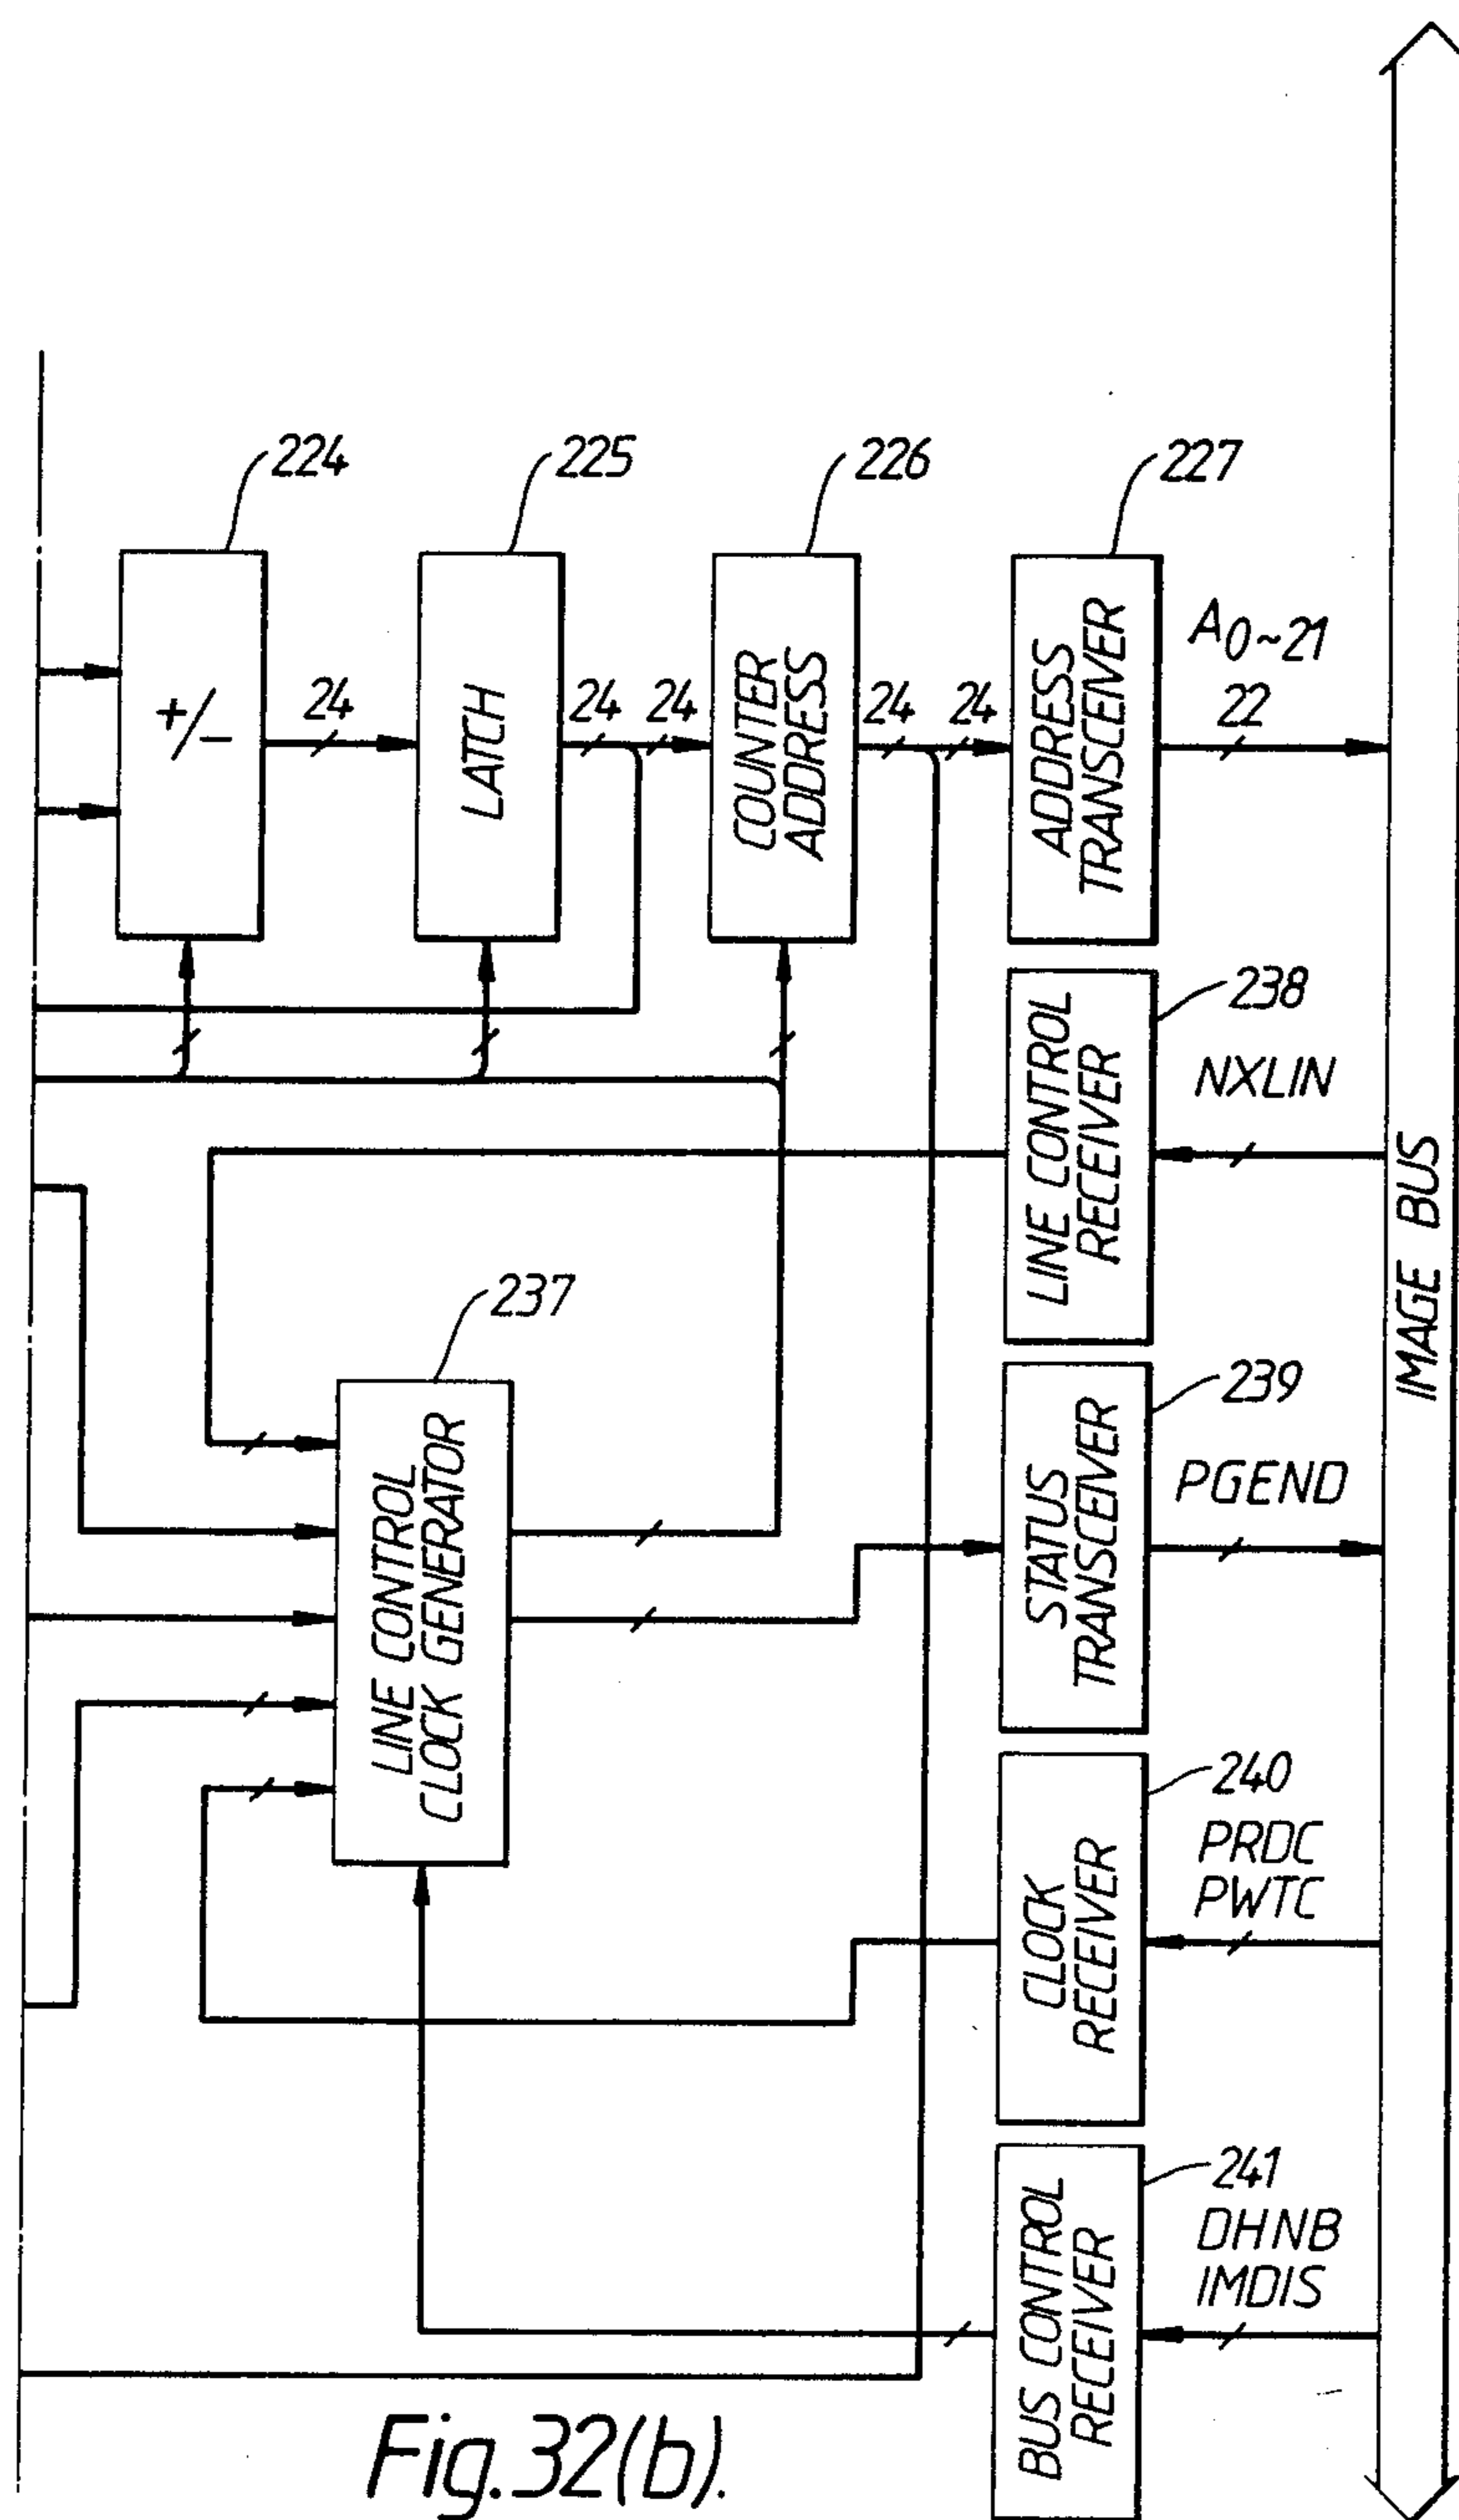 224
225
226
227
+/-
24
LATCH
24
24
COUNTER
ADDRESS
24
24
ADDRESS
TRANSCEIVER
A0~21
22
238
LINE CONTROL
RECEIVER
NXLIN
IMAGE BUS
237
LINE CONTROL
CLOCK GENERATOR
239
STATUS
TRANSCEIVER
PGEND
240
CLOCK
RECEIVER
PRDC
PWTC
241
BUS CONTROL
RECEIVER
DHNB
IMDIS
Fig.32(b).